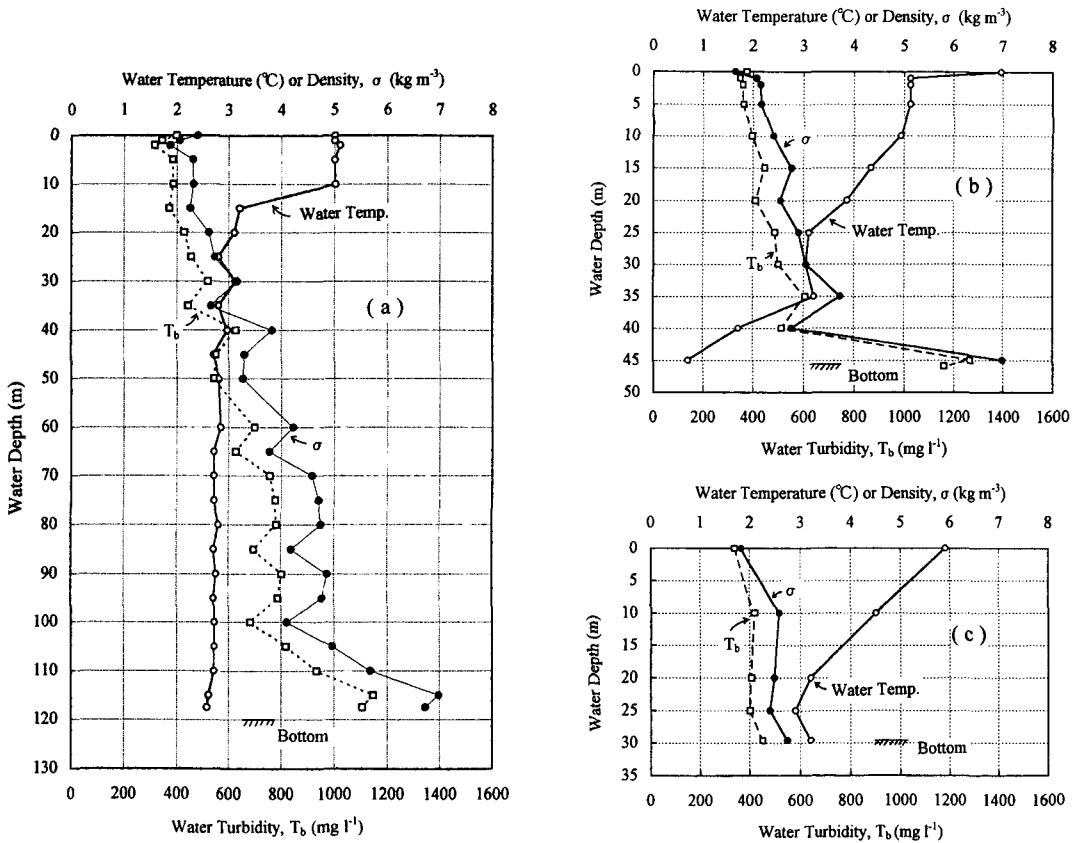 Water Temperature (℃) or Density, σ (kg m⁻³)
0 1 2 3 4 5 6 7 8
0
10
20
30
40
50
60
70
80
90
100
110
120
130
Water Depth (m)
Water Temp.
( a )
T_b
σ
Bottom
0 200 400 600 800 1000 1200 1400 1600
Water Turbidity, T_b (mg l⁻¹)
Water Temperature (℃) or Density, σ (kg m⁻³)
0 1 2 3 4 5 6 7 8
0
5
10
15
20
25
30
35
40
45
50
Water Depth (m)
σ
( b )
Water Temp.
T_b
Bottom
0 200 400 600 800 1000 1200 1400 1600
Water Turbidity, T_b (mg l⁻¹)
Water Temperature (℃) or Density, σ (kg m⁻³)
0 1 2 3 4 5 6 7 8
0
5
10
15
20
25
30
35
Water Depth (m)
σ
T_b
( c )
Water Temp.
Bottom
0 200 400 600 800 1000 1200 1400 1600
Water Turbidity, T_b (mg l⁻¹)